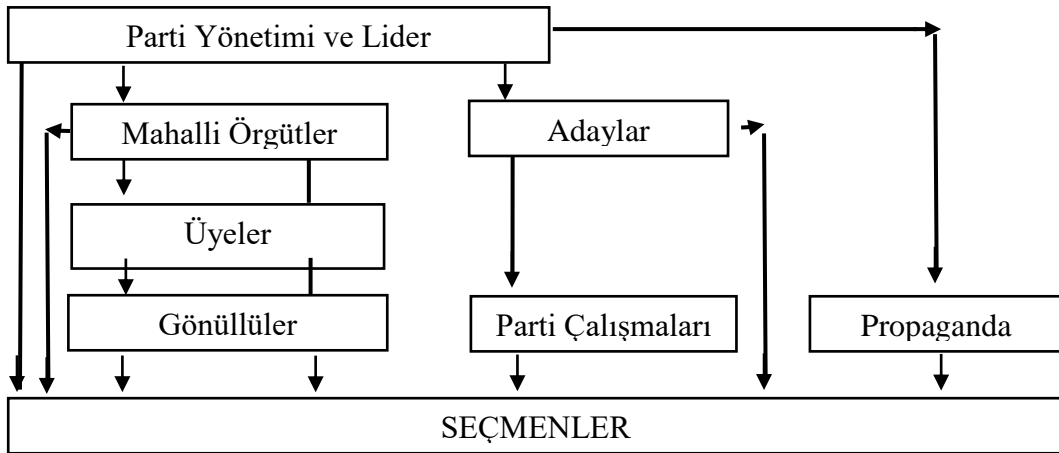 Parti Yönetimi ve Lider
Mahalli Örgütler
Adaylar
Üyeler
Gönüllüler
Parti Çalışmaları
Propaganda
SEÇMENLER